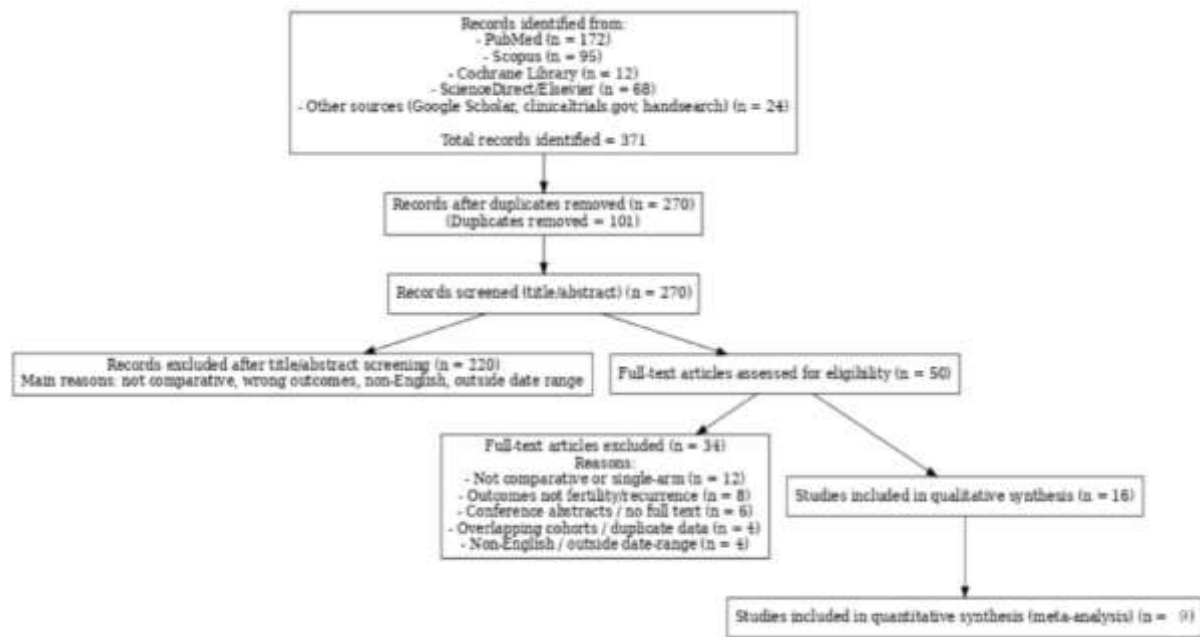 Records identified from:
- PubMed (n = 172)
- Scopus (n = 95)
- Cochrane Library (n = 12)
- ScienceDirect/Elsevier (n = 68)
- Other sources (Google Scholar, clinicaltrials.gov, handsearch) (n = 24)
Total records identified = 371
Records after duplicates removed (n = 270)
(Duplicates removed = 101)
Records screened (title/abstract) (n = 270)
Records excluded after title/abstract screening (n = 220)
Main reasons: not comparative, wrong outcomes, non-English, outside date range
Full-text articles assessed for eligibility (n = 50)
Full-text articles excluded (n = 34)
Reasons:
- Not comparative or single-arm (n = 12)
- Outcomes not fertility/recurrence (n = 8)
- Conference abstracts / no full text (n = 6)
- Overlapping cohorts / duplicate data (n = 4)
- Non-English / outside date-range (n = 4)
Studies included in qualitative synthesis (n = 16)
Studies included in quantitative synthesis (meta-analysis) (n = 9)